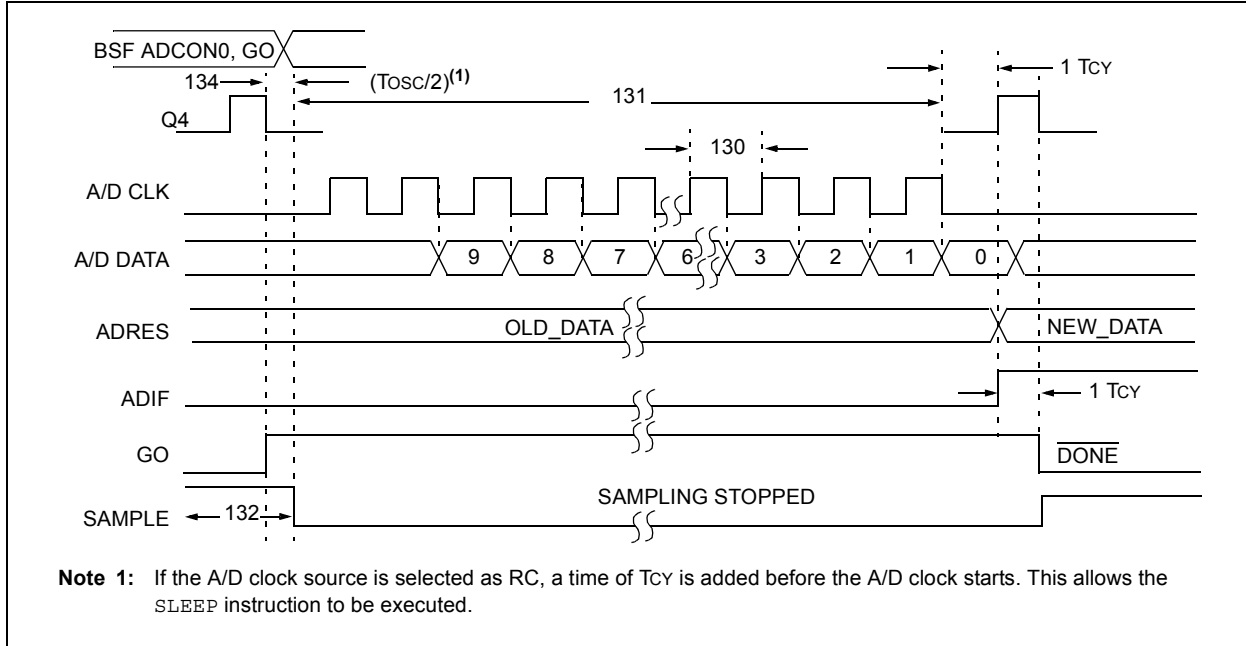 BSF ADCON0, GO
134
(TOSC/2)(1)
131
1 TCY
Q4
130
A/D CLK
A/D DATA
9
8
7
6
3
2
1
0
ADRES
OLD_DATA
NEW_DATA
ADIF
1 TCY
GO
DONE
SAMPLING STOPPED
SAMPLE
132
Note 1: If the A/D clock source is selected as RC, a time of TCY is added before the A/D clock starts. This allows the
SLEEP instruction to be executed.